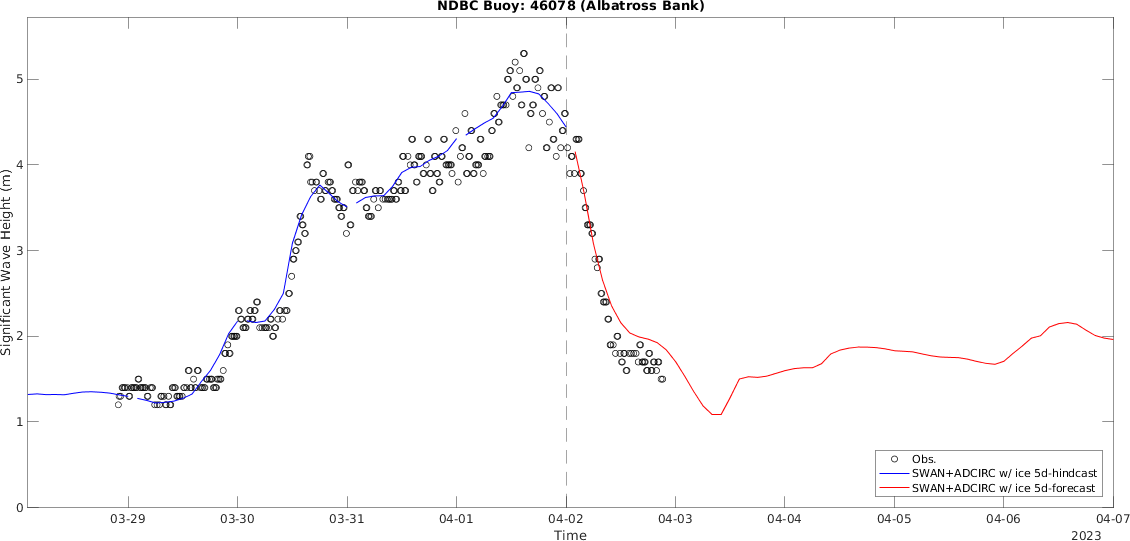 NDBC Buoy: 46078 (Albatross Bank)
Significant Wave Height (m)
5
4
3
2
1
0
Obs.
SWAN+ADCIRC w/ ice 5d-hindcast
SWAN+ADCIRC w/ ice 5d-forecast
03-29 03-30 03-31 04-01 04-02 04-03 04-04 04-05 04-06 04-07
Time
2023